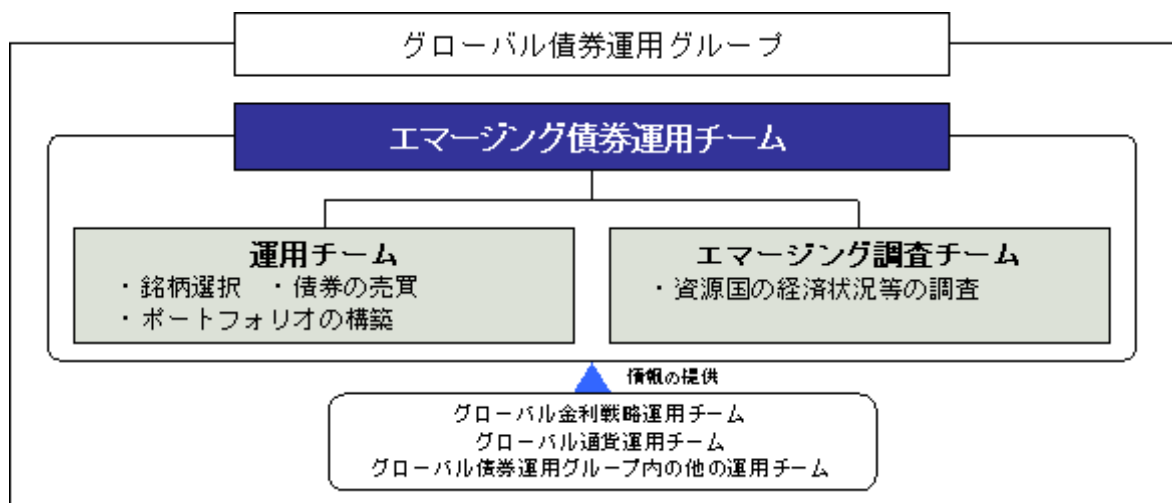 グローバル債券運用グループ
エマージング債券運用チーム
運用チーム
・銘柄選択　・債券の売買
・ポートフォリオの構築
エマージング調査チーム
・資源国の経済状況等の調査
情報の提供
グローバル金利戦略運用チーム
グローバル通貨運用チーム
グローバル債券運用グループ内の他の運用チーム